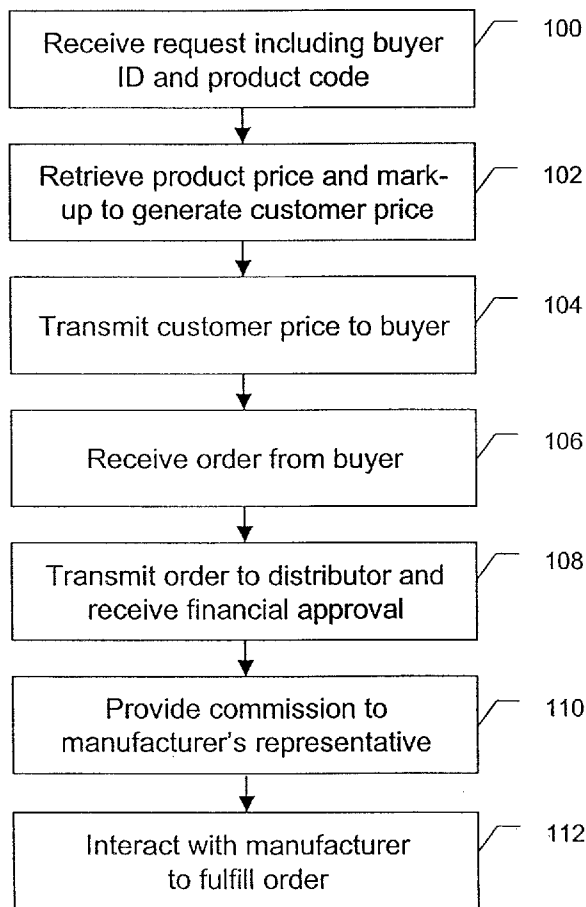 Receive request including buyer
ID and product code
100
Retrieve product price and mark-
up to generate customer price
102
Transmit customer price to buyer
104
Receive order from buyer
106
Transmit order to distributor and
receive financial approval
108
Provide commission to
manufacturer's representative
110
Interact with manufacturer
to fulfill order
112